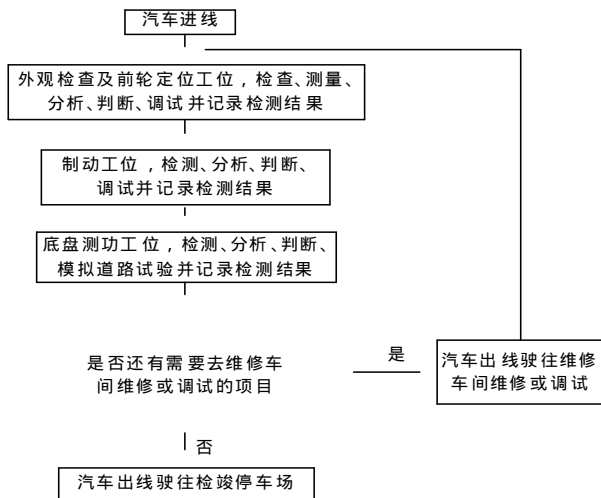 汽车进线
外观检查及前轮定位工位，检查、测量、
分析、判断、调试并记录检测结果
制动工位，检测、分析、判断、
调试并记录检测结果
底盘测功工位，检测、分析、判断、
模拟道路试验并记录检测结果
是否还有需要去维修车
间维修或调试的项目
是
汽车出线驶往维修
车间维修或调试
否
汽车出线驶往检竣停车场